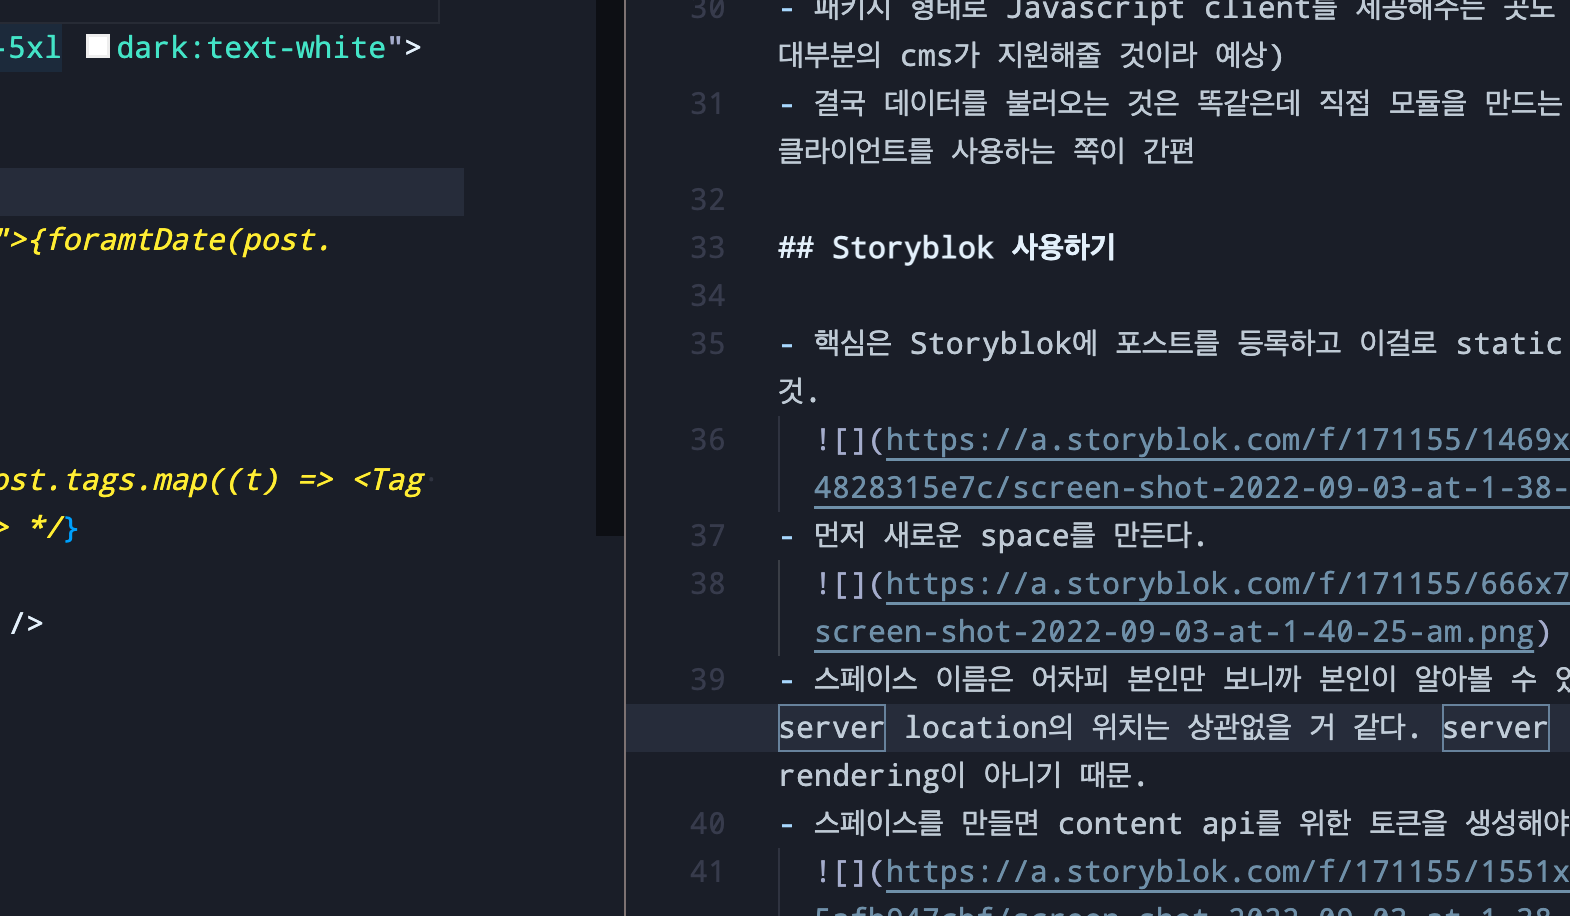 -5xl dark:text-white">
">{foramtDate(post.
ost.tags.map((t) => <Tag
> */}
/>
30 - 패키지 형태로 Javascript client를 제공해주는 곳도
대부분의 cms가 지원해줄 것이라 예상)
31 - 결국 데이터를 불러오는 것은 똑같은데 직접 모듈을 만드는
클라이언트를 사용하는 쪽이 간편
32
33 ## Storyblok 사용하기
34
35 - 핵심은 Storyblok에 포스트를 등록하고 이걸로 static
것.
36 ![](https://a.storyblok.com/f/171155/1469x
4828315e7c/screen-shot-2022-09-03-at-1-38-
37 - 먼저 새로운 space를 만든다.
38 ![](https://a.storyblok.com/f/171155/666x7
screen-shot-2022-09-03-at-1-40-25-am.png)
39 - 스페이스 이름은 어차피 본인만 보니까 본인이 알아볼 수
server location의 위치는 상관없을 거 같다. server
rendering이 아니기 때문.
40 - 스페이스를 만들면 content api를 위한 토큰을 생성해야
41 ![](https://a.storyblok.com/f/171155/1551x